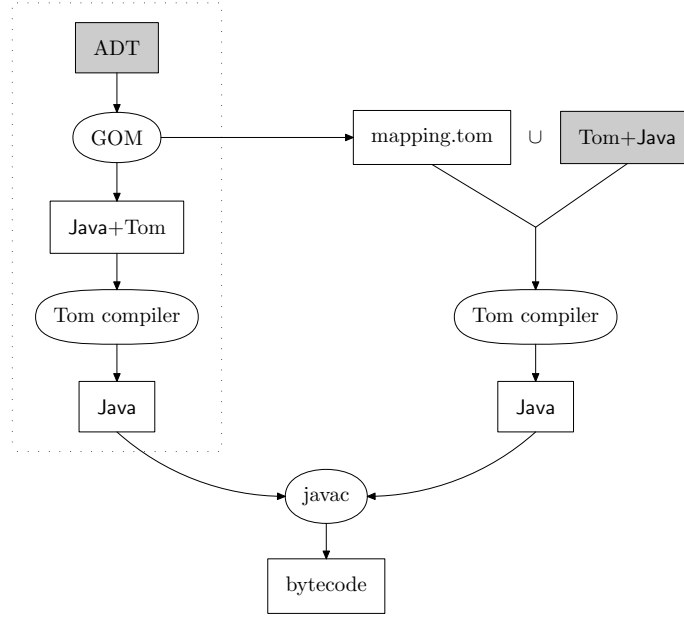 ADT
GOM
mapping.tom ∪ Tom+Java
Java+Tom
Tom compiler
Tom compiler
Java
Java
javac
bytecode